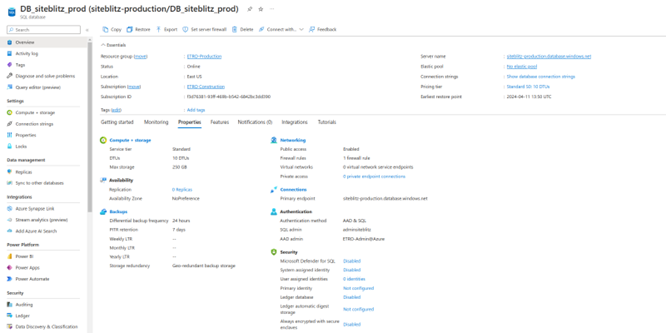 DB_siteblitz_prod (siteblitz-production/DB_siteblitz_prod)
SQL database
Search
Copy Restore Export Set server firewall Delete Connect with... Feedback
Overview
Activity log
Tags
Diagnose and solve problems
Query editor (preview)
Settings
Compute + storage
Connection strings
Properties
Locks
Data management
Replicas
Sync to other databases
Integrations
Azure Synapse Link
Stream analytics (preview)
Add Azure AI Search
Power Platform
Power BI
Power Apps
Power Automate
Security
Auditing
Ledger
Data Discovery & Classification
Essentials
Resource group (move) : ETRO-Production
Status : Online
Location : East US
Subscription (move) : ETRO Construction
Subscription ID :
Tags (edit) : Add tags
Server name : siteblitz-production.database.windows.net
Elastic pool : No elastic pool
Connection strings : Show database connection strings
Pricing tier : Standard S0: 10 DTUs
Earliest restore point : 2024-04-11 13:50 UTC
Getting started Monitoring Properties Features Notifications (0) Integrations Tutorials
Compute + storage
Service tier Standard
DTUs 10 DTUs
Max storage 250 GB
Availability
Replication 0 Replicas
Availability Zone NoPreference
Backups
Differential backup frequency 24 hours
PITR retention 7 days
Weekly LTR --
Monthly LTR --
Yearly LTR --
Storage redundancy Geo-redundant backup storage
Networking
Public access Enabled
Firewall rules 1 firewall rule
Virtual networks 0 virtual network service endpoints
Private access 0 private endpoint connections
Connections
Primary endpoint siteblitz-production.database.windows.net
Authentication
Authentication method AAD & SQL
SQL admin adminsiteblitz
AAD admin ETRO-Admin@Azure
Security
Microsoft Defender for SQL Disabled
System assigned identity Disabled
User assigned identities 0 identities
Primary identity Not configured
Ledger database Disabled
Ledger automatic digest storage Not configured
Always encrypted with secure enclaves Disabled